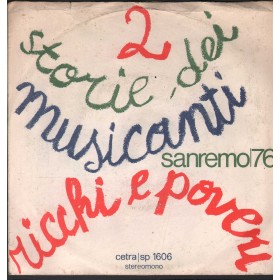 2
storie dei
musicanti
sanremo|76
ricchi e poveri
cetra|sp 1606
stereomono